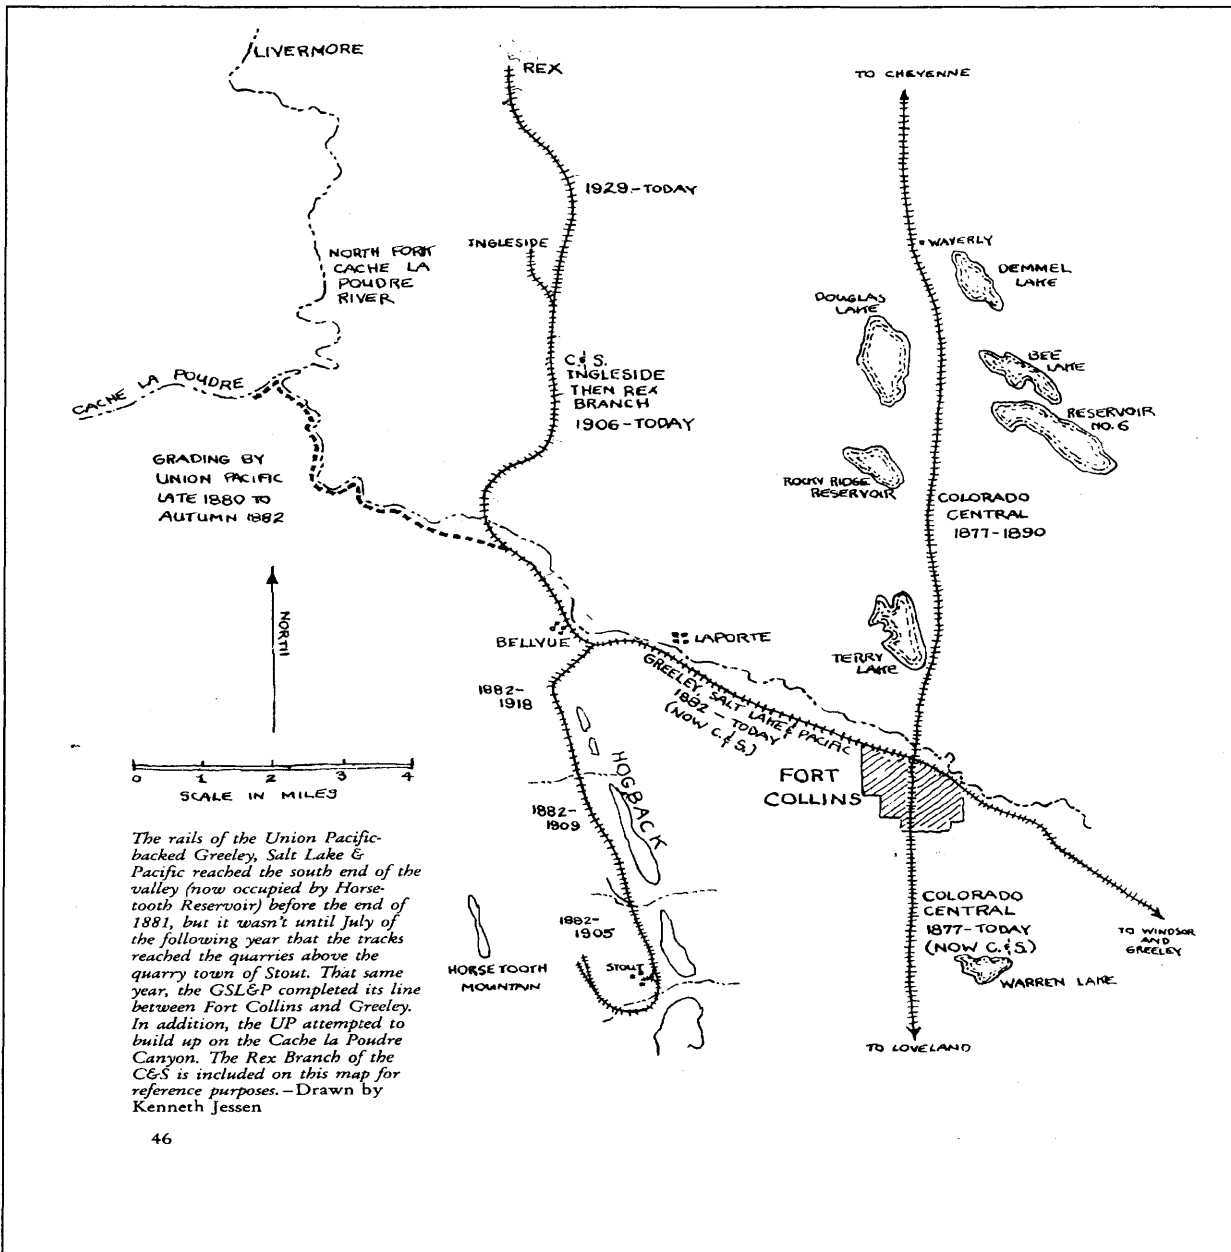 LIVERMORE
REX
TO CHEYENNE
1929-TODAY
INGLESIDE
WAVERLY
NORTH FORK
CACHE LA
POUDRE
RIVER
DEMMEL
LAKE
DOUGLAS
LAKE
C&S.
INGLESIDE
THEN REX
BRANCH
1906-TODAY
BEE
LAKE
CACHE LA POUDRE
RESERVOIR
NO. 6
GRADING BY
UNION PACIFIC
LATE 1880 TO
AUTUMN 1882
ROCKY RIDGE
RESERVOIR
COLORADO
CENTRAL
1877-1890
NORTH
BELLVUE
LAPORTE
TERRY
LAKE
GREELEY, SALT LAKE & PACIFIC
1882-TODAY
(NOW C.&S.)
1882-
1918
0 1 2 3 4
SCALE IN MILES
HOGBACK
FORT
COLLINS
1882-
1909
The rails of the Union Pacific-
backed Greeley, Salt Lake &
Pacific reached the south end of the
valley (now occupied by Horse-
tooth Reservoir) before the end of
1881, but it wasn't until July of
the following year that the tracks
reached the quarries above the
quarry town of Stout. That same
year, the GSL&P completed its line
between Fort Collins and Greeley.
In addition, the UP attempted to
build up on the Cache la Poudre
Canyon. The Rex Branch of the
C&S is included on this map for
reference purposes.—Drawn by
Kenneth Jessen
1882-
1905
COLORADO
CENTRAL
1877-TODAY
(NOW C.&S.)
TO WINDSOR
AND
GREELEY
HORSE TOOTH
MOUNTAIN
STOUT
WARREN LAKE
TO LOVELAND
46